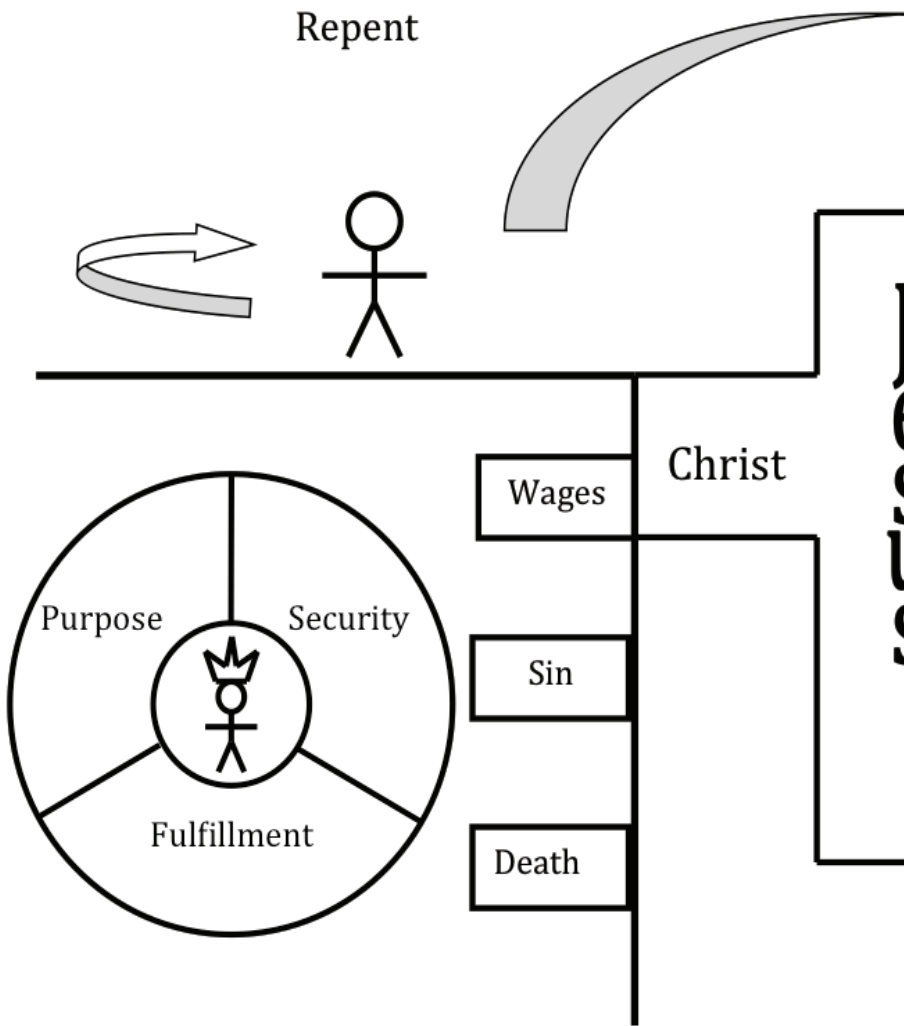 Repent
Christ
Wages
Purpose
Security
Sin
Fulfillment
Death